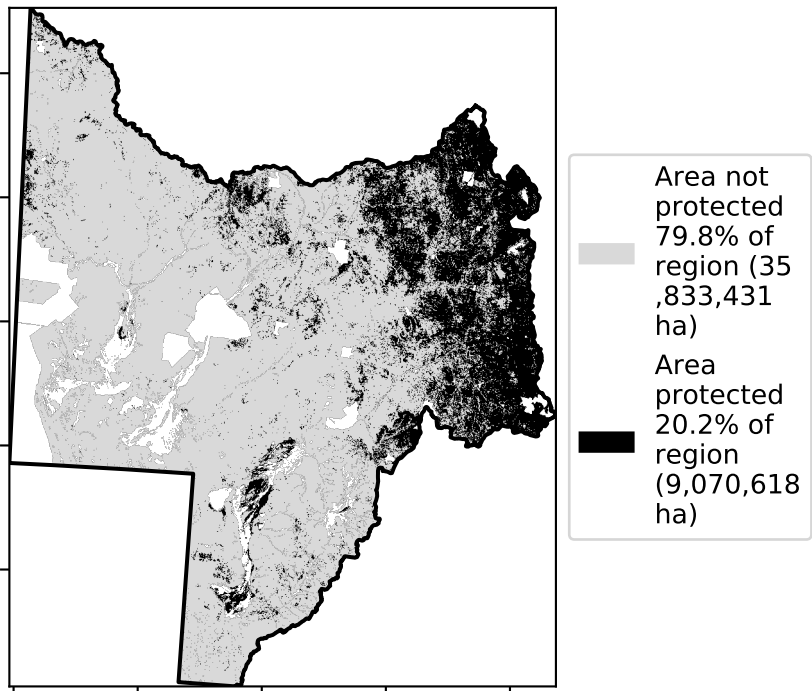 Area not
protected
79.8% of
region (35
,833,431
ha)
Area
protected
20.2% of
region
(9,070,618
ha)